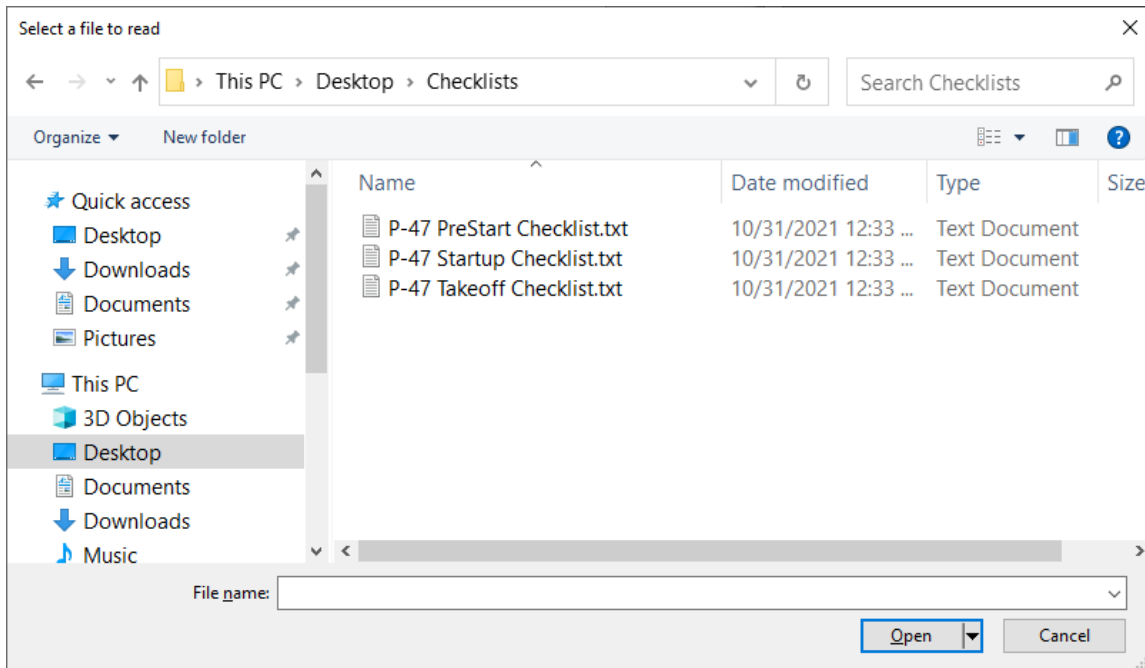 Select a file to read
This PC Desktop Checklists
Search Checklists
Organize
New folder
?
Name Date modified Type Size
P-47 PreStart Checklist.txt 10/31/2021 12:33 ... Text Document
P-47 Startup Checklist.txt 10/31/2021 12:33 ... Text Document
P-47 Takeoff Checklist.txt 10/31/2021 12:33 ... Text Document
Quick access
Desktop
Downloads
Documents
Pictures
This PC
3D Objects
Desktop
Documents
Downloads
Music
File name:
Open
Cancel